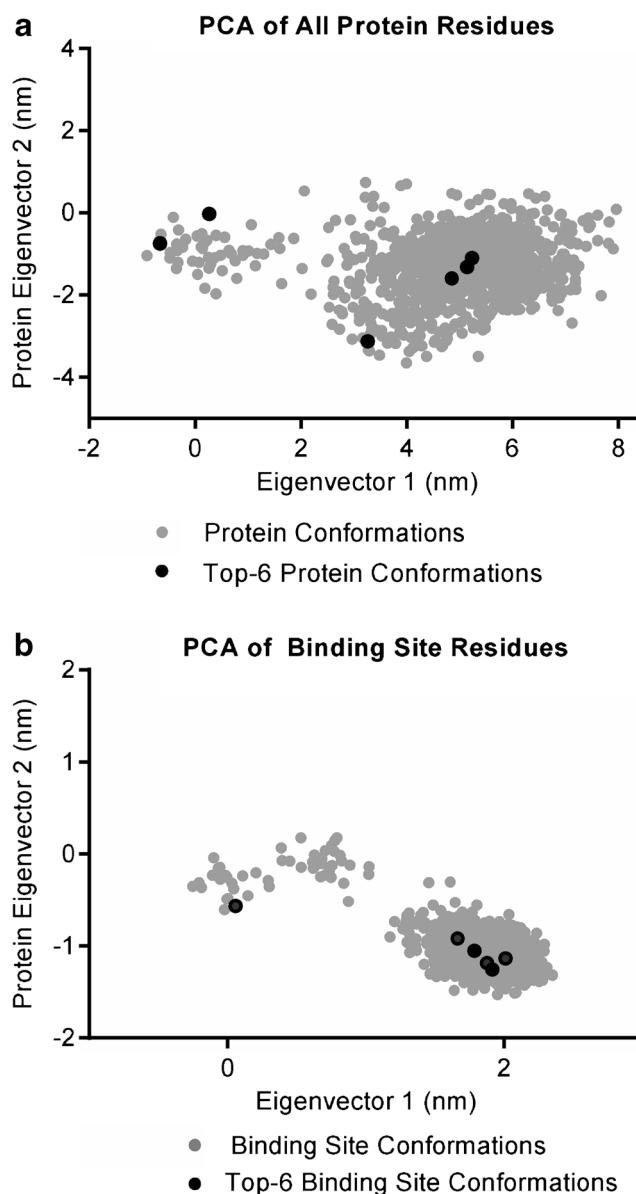 a
PCA of All Protein Residues
Protein Eigenvector 2 (nm)
4
2
0
-2
-4
-2
0
2
4
6
8
Eigenvector 1 (nm)
Protein Conformations
Top-6 Protein Conformations
b
PCA of Binding Site Residues
Protein Eigenvector 2 (nm)
2
1
0
-1
-2
0
2
Eigenvector 1 (nm)
Binding Site Conformations
Top-6 Binding Site Conformations